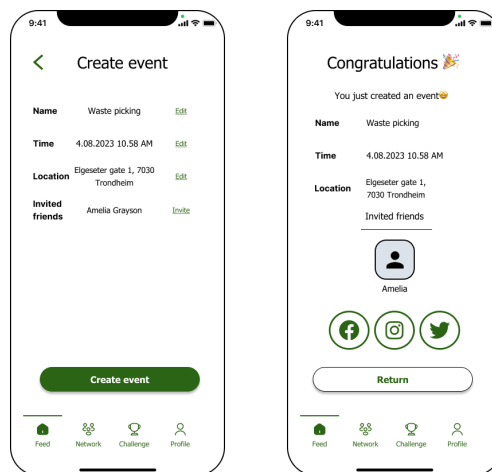 9:41
Create event
Name Waste picking Edit
Time 4.08.2023 10.58 AM Edit
Location Elgeseter gate 1, 7030 Trondheim Edit
Invited friends Amelia Grayson Invite
Create event
Feed Network Challenge Profile
9:41
Congratulations 🎉
You just created an event🤩
Name Waste picking
Time 4.08.2023 10.58 AM
Location Elgeseter gate 1,
7030 Trondheim
Invited friends
Amelia
Return
Feed Network Challenge Profile